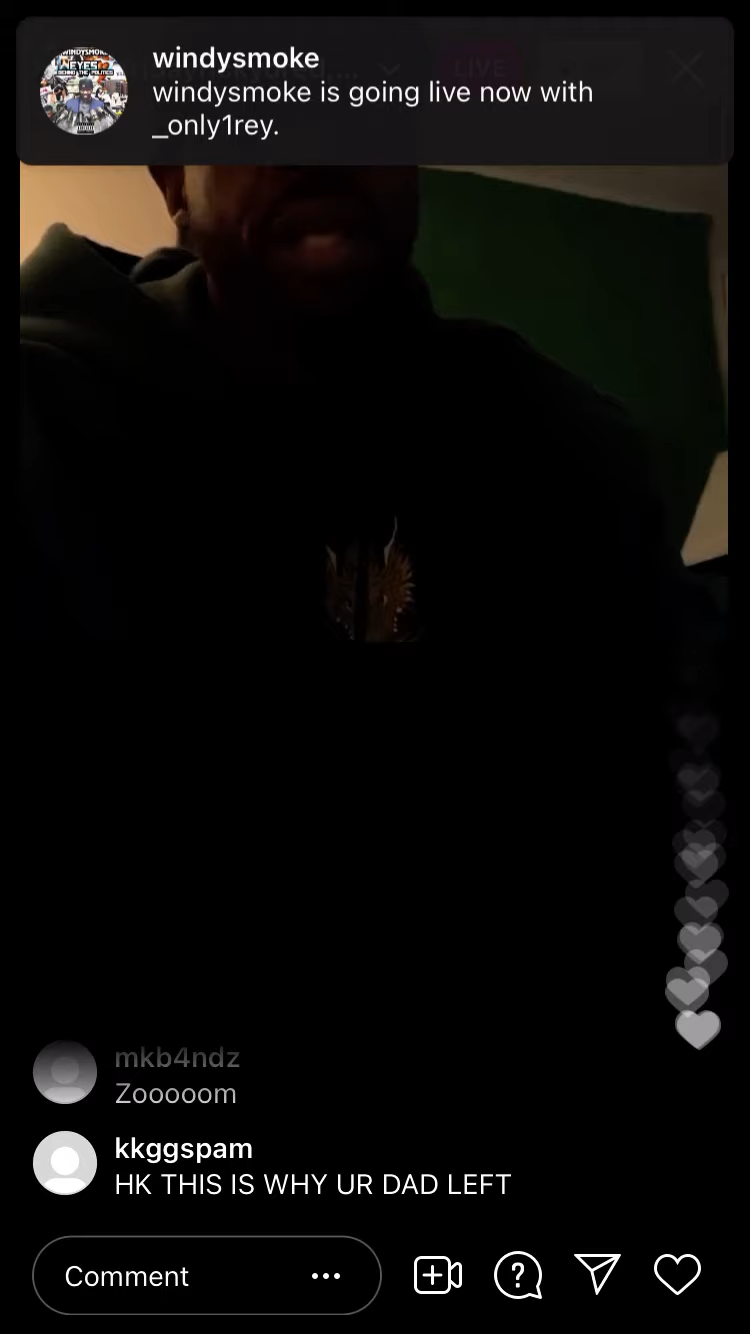 windysmoke
windysmoke is going live now with
_only1rey.
LIVE
mkb4ndz
Zooooom
kkggspam
HK THIS IS WHY UR DAD LEFT
Comment